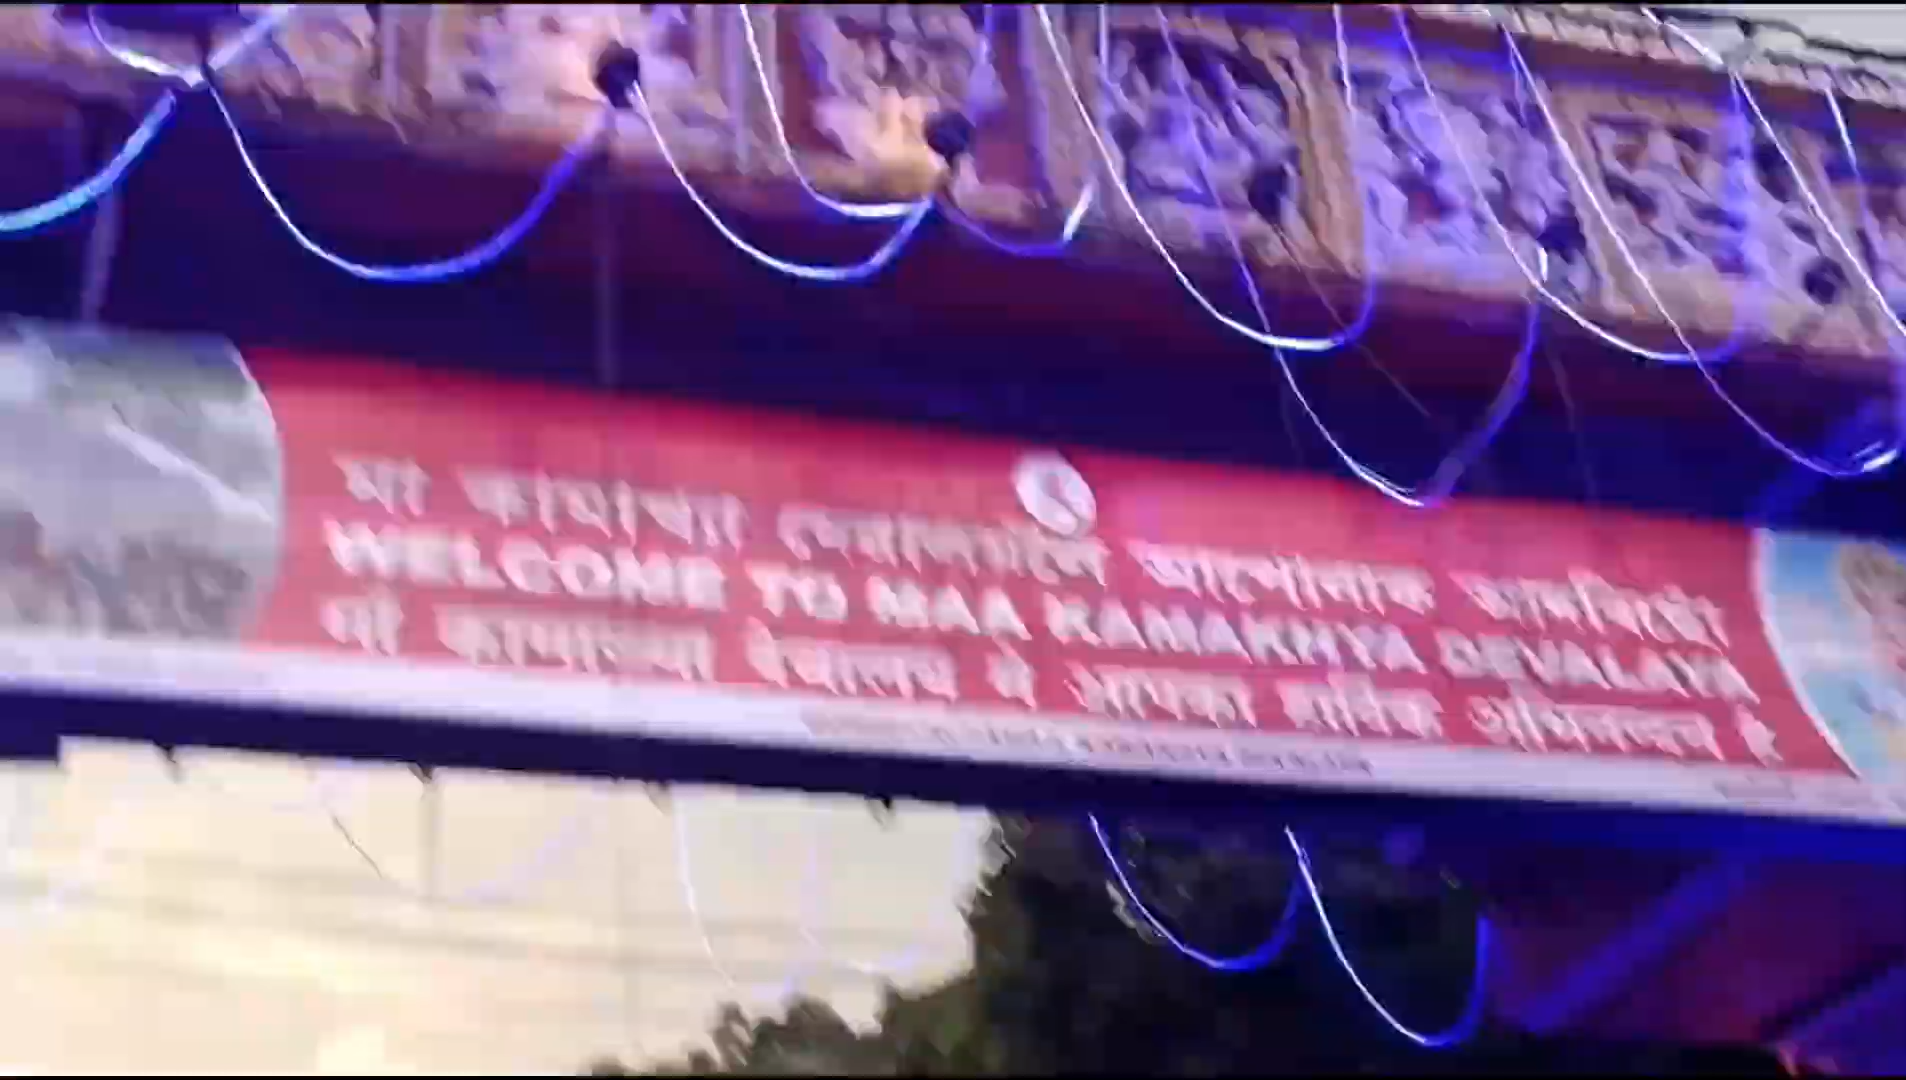 মা কামাখ্যা দেৱালয়লৈ আপোনাক আদৰিছো
WELCOME TO MAA KAMAKHYA DEVALAYA
माँ कामाख्या देवालय में आपका हार्दिक अभिनन्दन है